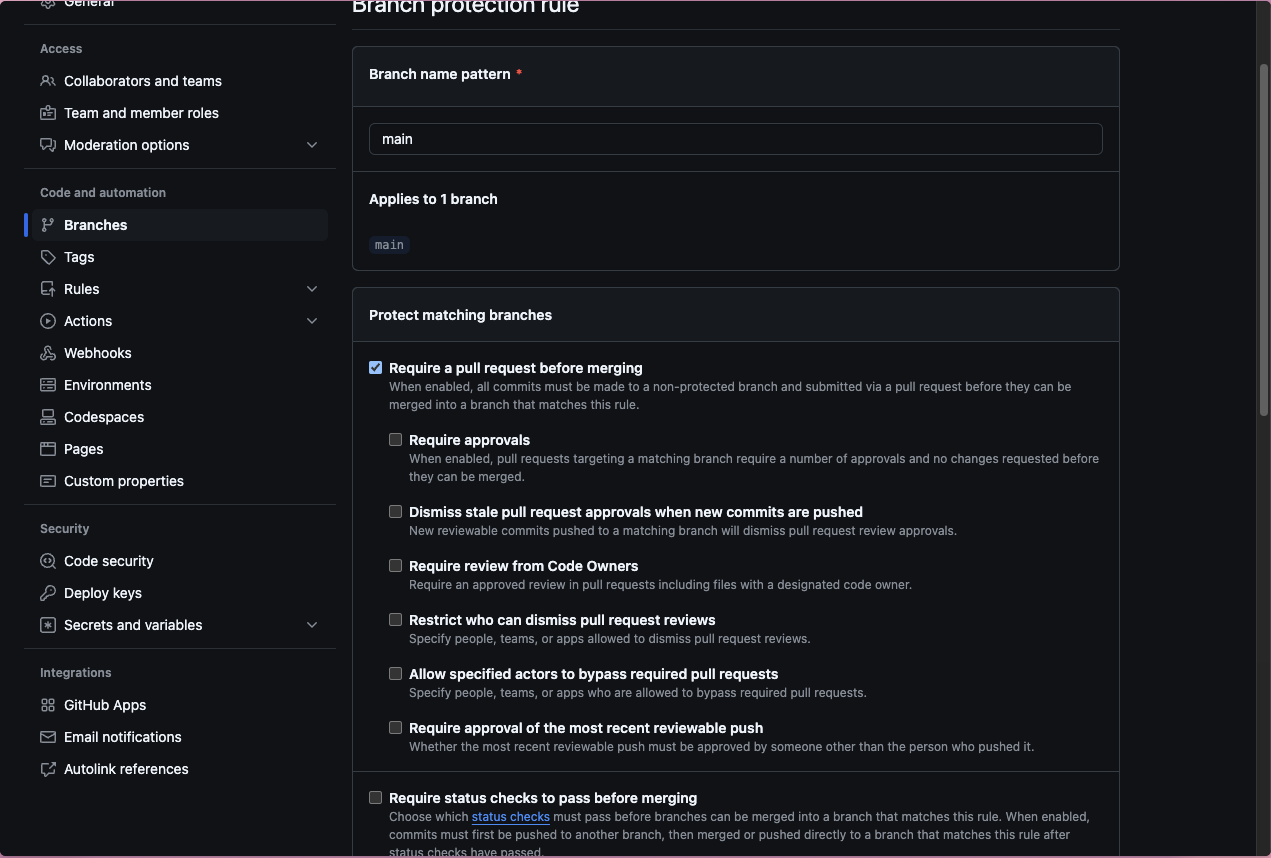 General
Access
Collaborators and teams
Team and member roles
Moderation options
Code and automation
Branches
Tags
Rules
Actions
Webhooks
Environments
Codespaces
Pages
Custom properties
Security
Code security
Deploy keys
Secrets and variables
Integrations
GitHub Apps
Email notifications
Autolink references
Branch protection rule
Branch name pattern *
main
Applies to 1 branch
main
Protect matching branches
Require a pull request before merging
When enabled, all commits must be made to a non-protected branch and submitted via a pull request before they can be
merged into a branch that matches this rule.
Require approvals
When enabled, pull requests targeting a matching branch require a number of approvals and no changes requested before
they can be merged.
Dismiss stale pull request approvals when new commits are pushed
New reviewable commits pushed to a matching branch will dismiss pull request review approvals.
Require review from Code Owners
Require an approved review in pull requests including files with a designated code owner.
Restrict who can dismiss pull request reviews
Specify people, teams, or apps allowed to dismiss pull request reviews.
Allow specified actors to bypass required pull requests
Specify people, teams, or apps who are allowed to bypass required pull requests.
Require approval of the most recent reviewable push
Whether the most recent reviewable push must be approved by someone other than the person who pushed it.
Require status checks to pass before merging
Choose which status checks must pass before branches can be merged into a branch that matches this rule. When enabled,
commits must first be pushed to another branch, then merged or pushed directly to a branch that matches this rule after
status checks have passed.